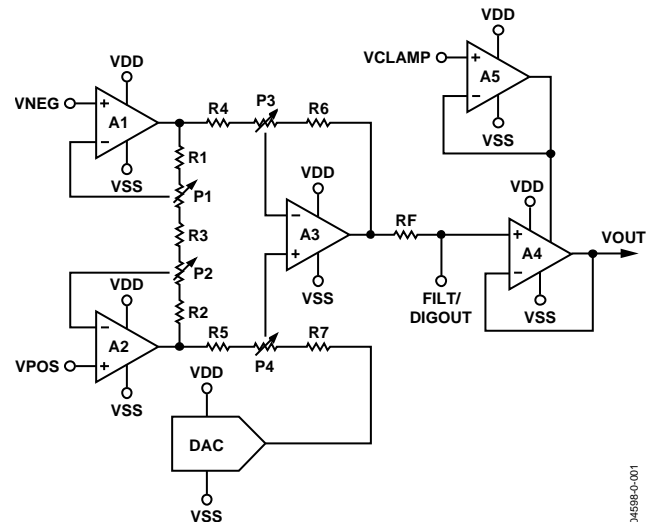 VDD
VCLAMP
A5
VSS
VDD
VNEG
A1
VSS
R4
P3
R6
R1
P1
R3
P2
R2
VDD
A3
VSS
RF
FILT/
DIGOUT
VDD
A4
VSS
VOUT
VDD
A2
VPOS
VSS
R5
P4
R7
VDD
DAC
VSS
04598-0-001